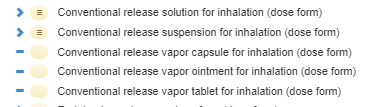 Conventional release solution for inhalation (dose form)
Conventional release suspension for inhalation (dose form)
Conventional release vapor capsule for inhalation (dose form)
Conventional release vapor ointment for inhalation (dose form)
Conventional release vapor tablet for inhalation (dose form)